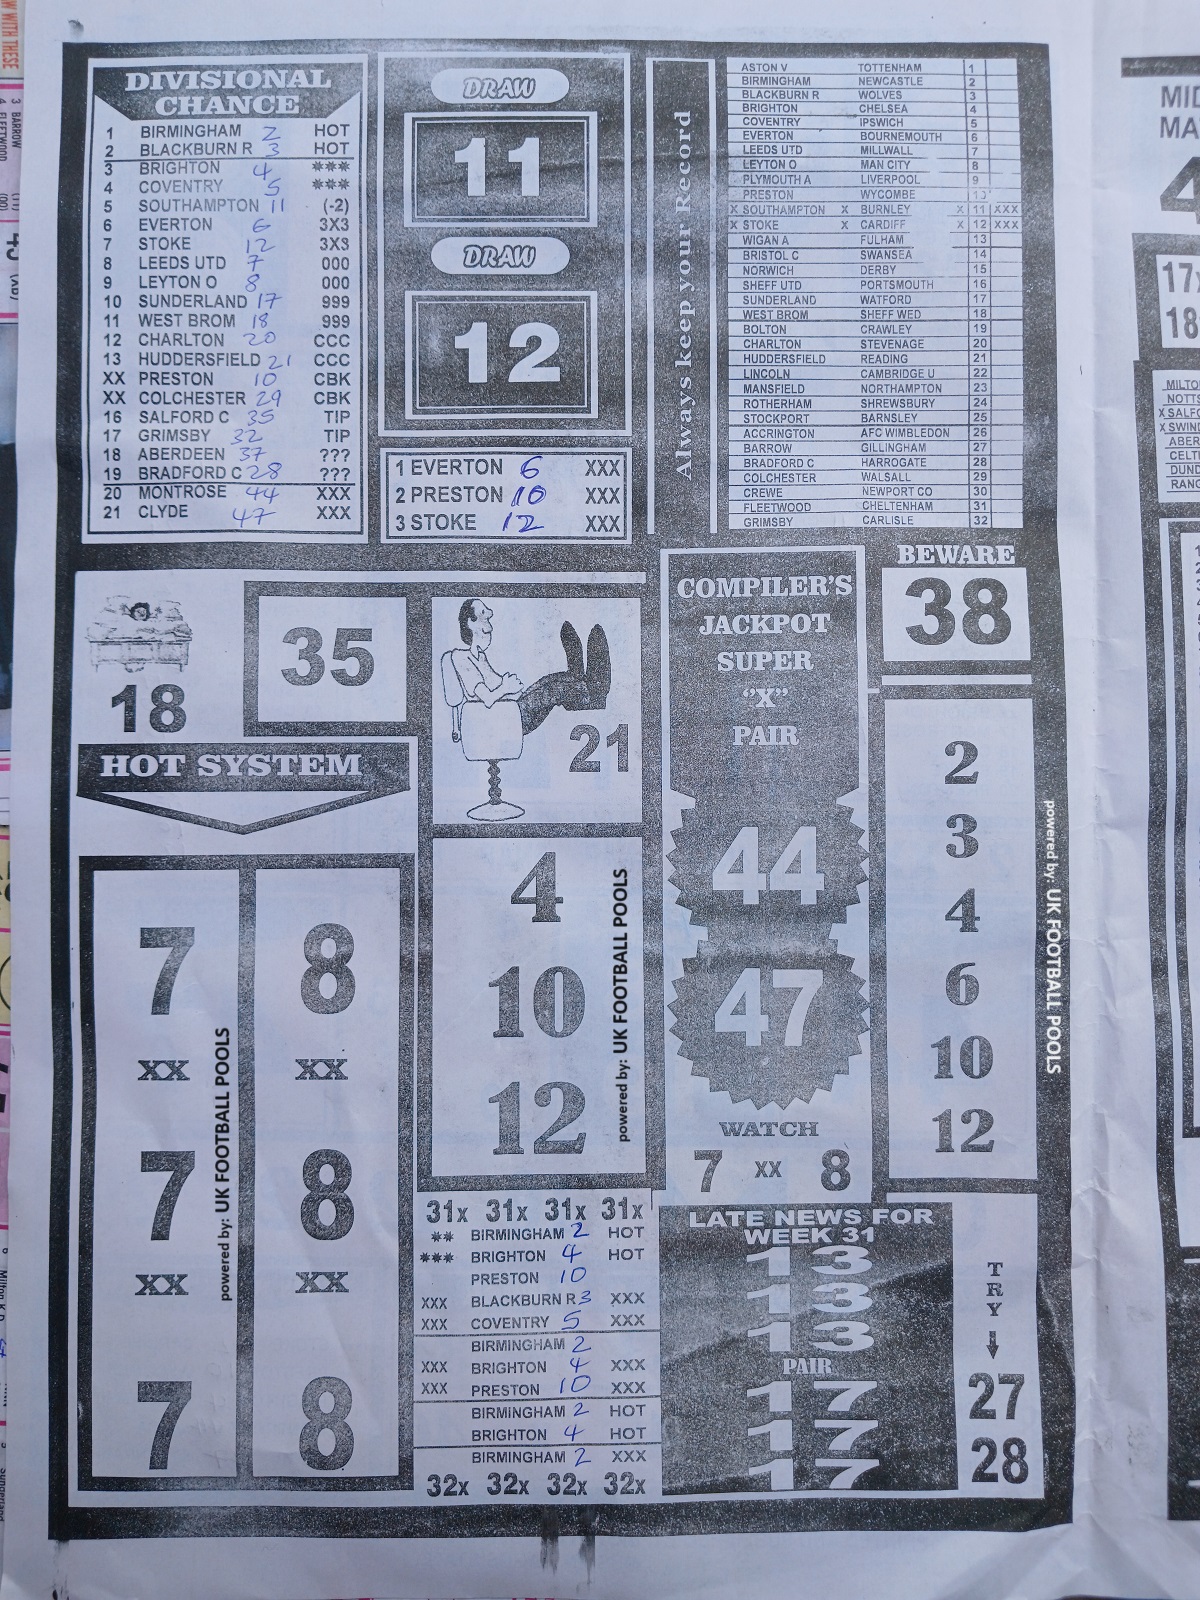 DIVISIONAL
CHANCE
1 BIRMINGHAM 2 HOT
2 BLACKBURN R 3 HOT
3 BRIGHTON 4 ***
4 COVENTRY 5 ***
5 SOUTHAMPTON 11 (-2)
6 EVERTON 6 3X3
7 STOKE 12 3X3
8 LEEDS UTD 7 000
9 LEYTON O 8 000
10 SUNDERLAND 17 999
11 WEST BROM 18 999
12 CHARLTON 20 CCC
13 HUDDERSFIELD 21 CCC
XX PRESTON 10 CBK
XX COLCHESTER 29 CBK
16 SALFORD C 35 TIP
17 GRIMSBY 32 TIP
18 ABERDEEN 37 ???
19 BRADFORD C 28 ???
20 MONTROSE 44 XXX
21 CLYDE 47 XXX
DRAW
11
DRAW
12
1 EVERTON 6 XXX
2 PRESTON 10 XXX
3 STOKE 12 XXX
Always keep your Record
ASTON V TOTTENHAM 1
BIRMINGHAM NEWCASTLE 2
BLACKBURN R WOLVES 3
BRIGHTON CHELSEA 4
COVENTRY IPSWICH 5
EVERTON BOURNEMOUTH 6
LEEDS UTD MILLWALL 7
LEYTON O MAN CITY 8
PLYMOUTH A LIVERPOOL 9
PRESTON WYCOMBE 10
X SOUTHAMPTON X BURNLEY X 11 XXX
X STOKE X CARDIFF X 12 XXX
WIGAN A FULHAM 13
BRISTOL C SWANSEA 14
NORWICH DERBY 15
SHEFF UTD PORTSMOUTH 16
SUNDERLAND WATFORD 17
WEST BROM SHEFF WED 18
BOLTON CRAWLEY 19
CHARLTON STEVENAGE 20
HUDDERSFIELD READING 21
LINCOLN CAMBRIDGE U 22
MANSFIELD NORTHAMPTON 23
ROTHERHAM SHREWSBURY 24
STOCKPORT BARNSLEY 25
ACCRINGTON AFC WIMBLEDON 26
BARROW GILLINGHAM 27
BRADFORD C HARROGATE 28
COLCHESTER WALSALL 29
CREWE NEWPORT CO 30
FLEETWOOD CHELTENHAM 31
GRIMSBY CARLISLE 32
18
35
HOT SYSTEM
7 8
XX XX
7 8
XX XX
7 8
powered by: UK FOOTBALL POOLS
21
4
10
12
powered by: UK FOOTBALL POOLS
31x 31x 31x 31x
** BIRMINGHAM 2 HOT
*** BRIGHTON 4 HOT
PRESTON 10
XXX BLACKBURN R 3 XXX
XXX COVENTRY 5 XXX
BIRMINGHAM 2
XXX BRIGHTON 4 XXX
XXX PRESTON 10 XXX
BIRMINGHAM 2 HOT
BRIGHTON 4 HOT
BIRMINGHAM 2 XXX
32x 32x 32x 32x
COMPILER'S
JACKPOT
SUPER
"X"
PAIR
44
47
WATCH
7 XX 8
BEWARE
38
2
3
4
6
10
12
powered by: UK FOOTBALL POOLS
LATE NEWS FOR
WEEK 31
13
13
13
PAIR
17
17
17
TRY
27
28